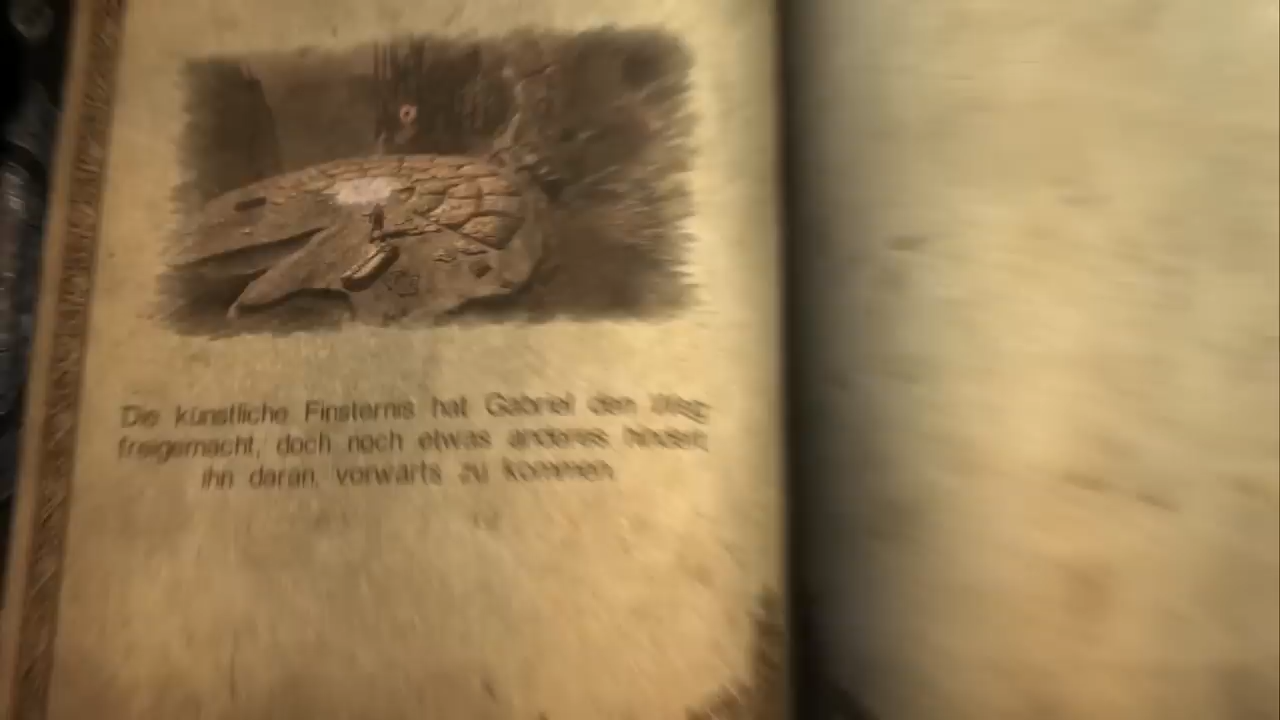 Die künstliche Finsternis hat Gabriel den Weg
freigemacht, doch noch etwas anderes hindert
ihn daran, vorwärts zu kommen.